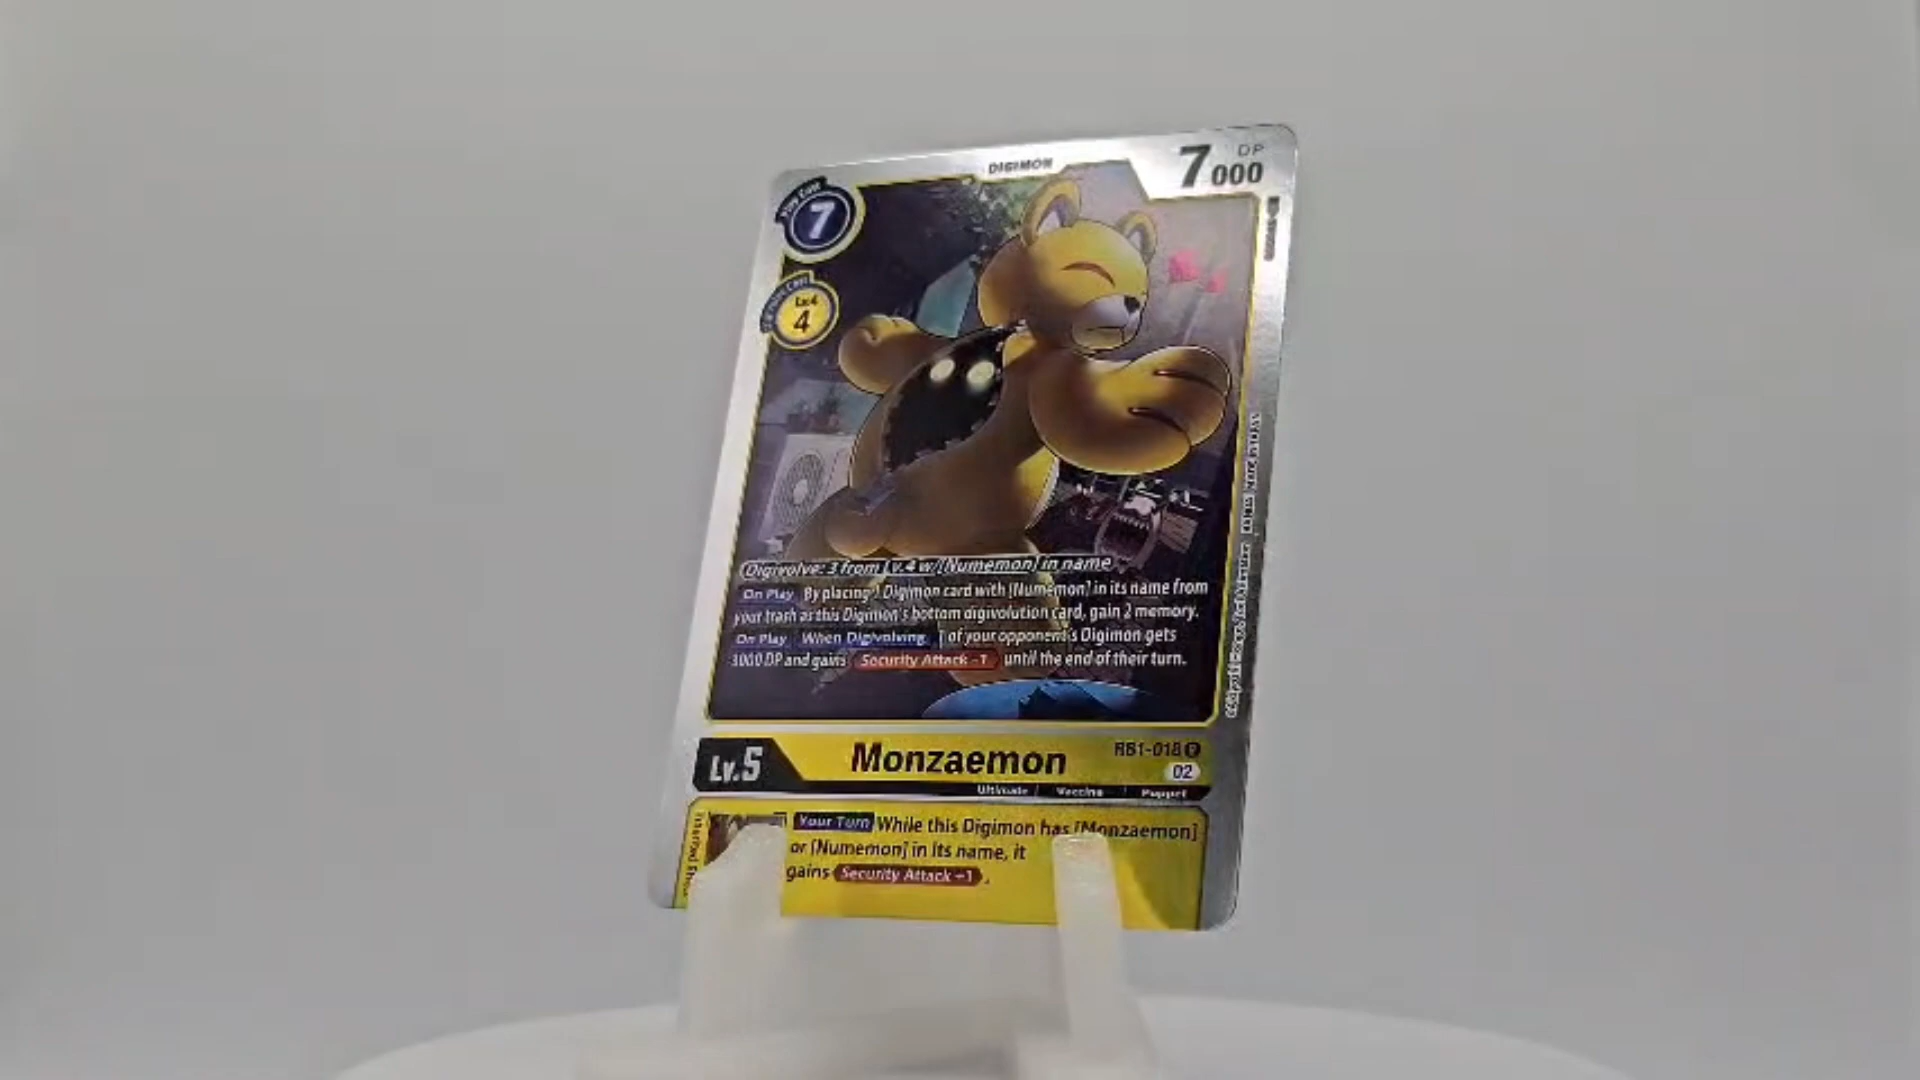 DIGIMON
DP
7000
Play Cost
7
Lv.4
4
Digivolve: 3 from Lv.4 w/[Numemon] in name
On Play By placing 1 Digimon card with [Numemon] in its name from
your trash as this Digimon's bottom digivolution card, gain 2 memory.
On Play When Digivolving 1 of your opponent's Digimon gets
3000 DP and gains Security Attack -1 until the end of their turn.
Lv.5
Monzaemon
RB1-018 U
02
Ultimate Vaccine Puppet
Your Turn While this Digimon has [Monzaemon]
or [Numemon] in its name, it
gains Security Attack +1.